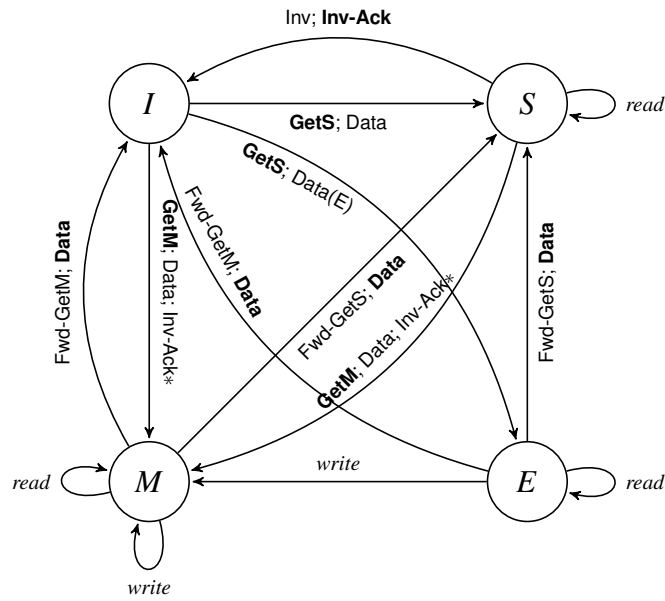 Inv; Inv-Ack
I
S
read
GetS; Data
GetS; Data(E)
Fwd-GetM; Data
GetM; Data; Inv-Ack*
Fwd-GetM; Data
Fwd-GetS; Data
GetM; Data; Inv-Ack*
Fwd-GetS; Data
write
read
M
E
read
write